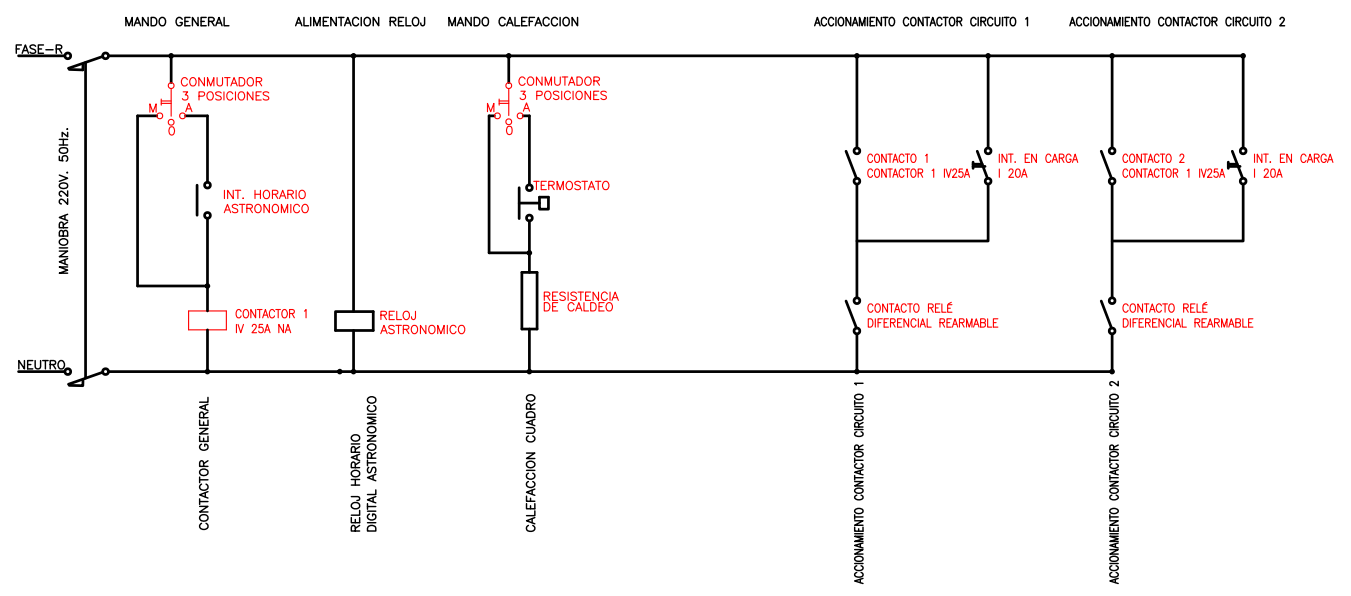 MANDO GENERAL
ALIMENTACION RELOJ
MANDO CALEFACCION
ACCIONAMIENTO CONTACTOR CIRCUITO 1
ACCIONAMIENTO CONTACTOR CIRCUITO 2
FASE-R
MANIOBRA 220V. 50Hz.
NEUTRO
CONMUTADOR
3 POSICIONES
M
A
O
INT. HORARIO
ASTRONOMICO
CONTACTOR 1
IV 25A NA
RELOJ
ASTRONOMICO
CONMUTADOR
3 POSICIONES
M
A
O
TERMOSTATO
RESISTENCIA
DE CALDEO
CONTACTO 1
CONTACTOR 1 IV25A
INT. EN CARGA
I 20A
CONTACTO RELÉ
DIFERENCIAL REARMABLE
CONTACTO 2
CONTACTOR 1 IV25A
INT. EN CARGA
I 20A
CONTACTO RELÉ
DIFERENCIAL REARMABLE
CONTACTOR GENERAL
RELOJ HORARIO
DIGITAL ASTRONOMICO
CALEFACCION CUADRO
ACCIONAMIENTO CONTACTOR CIRCUITO 1
ACCIONAMIENTO CONTACTOR CIRCUITO 2